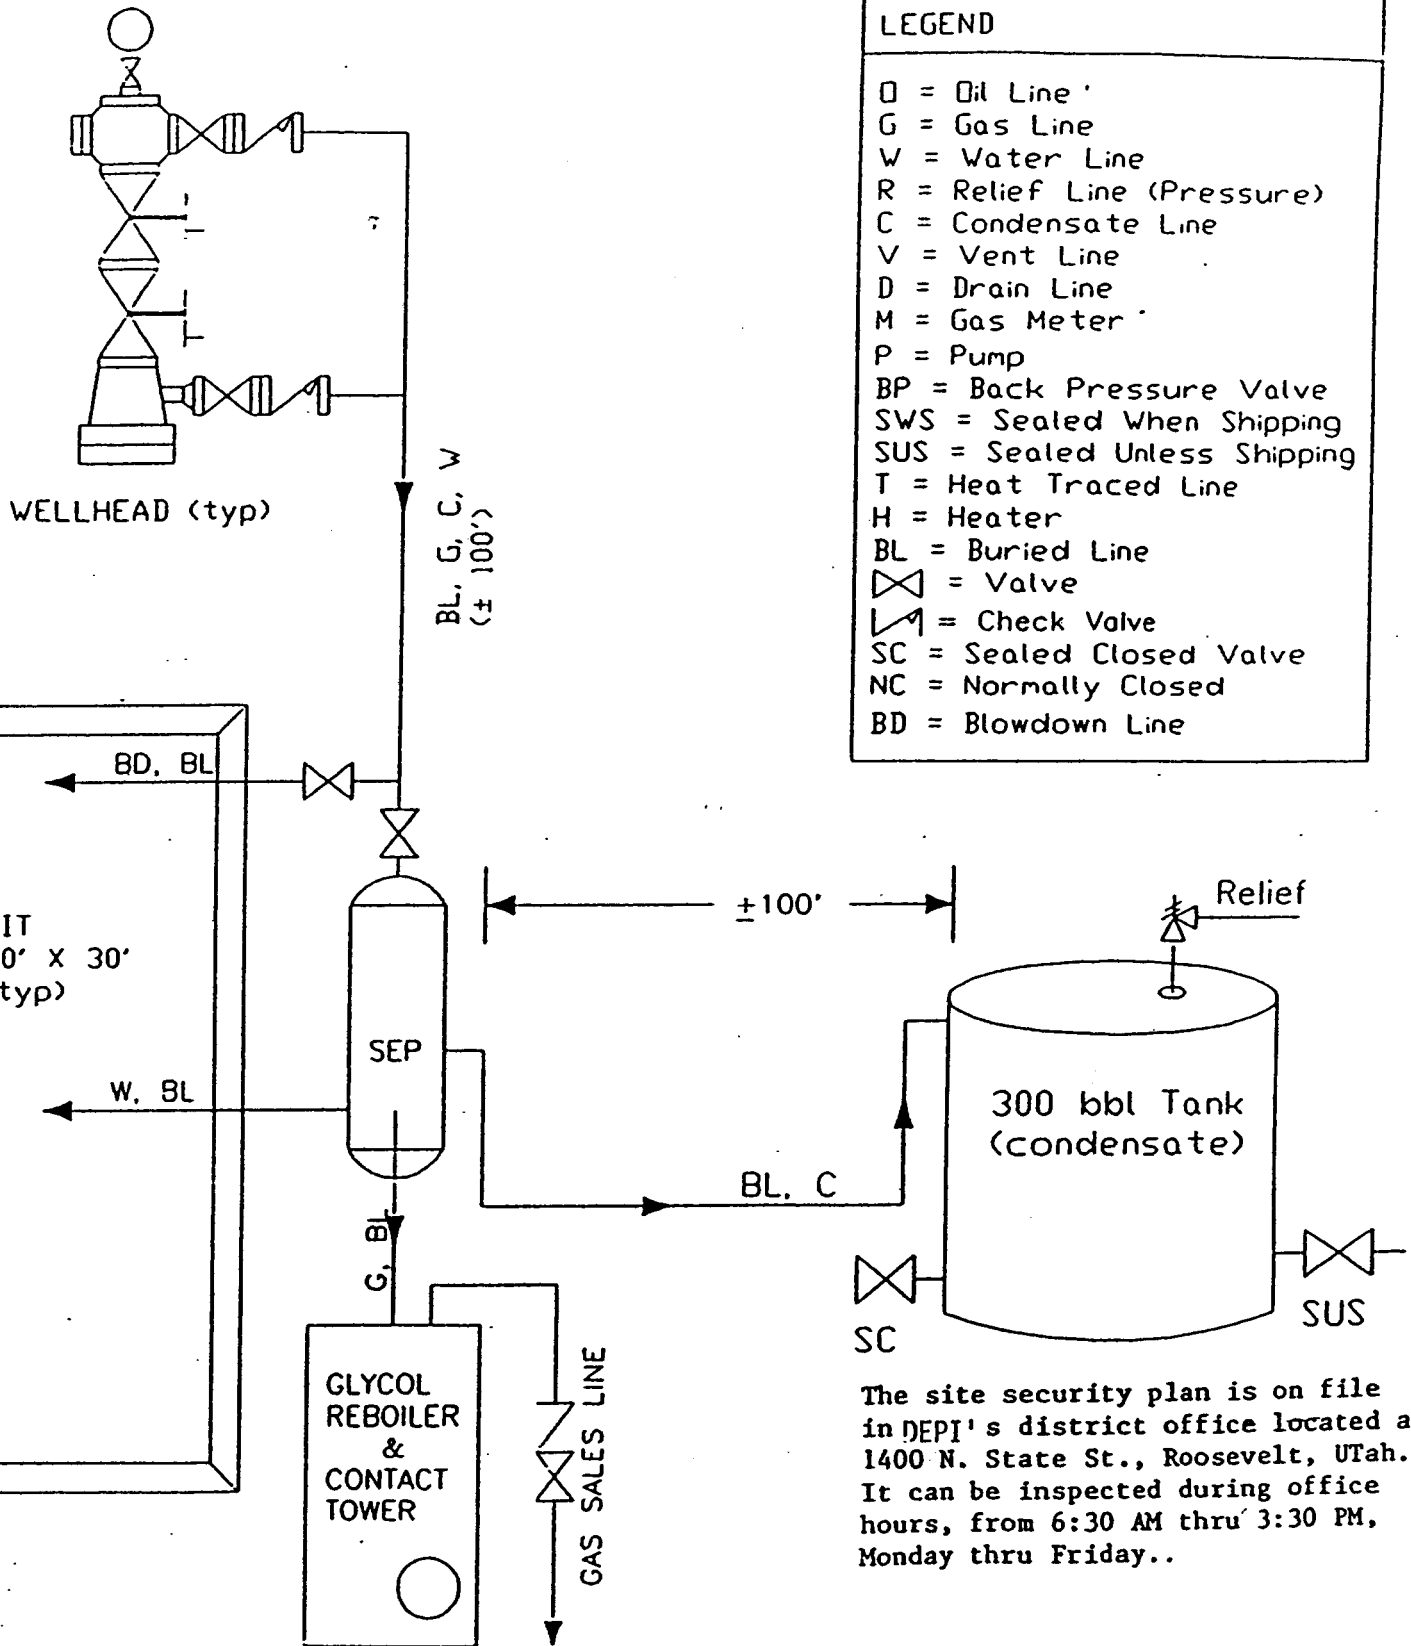 LEGEND
O = Oil Line
G = Gas Line
W = Water Line
R = Relief Line (Pressure)
C = Condensate Line
V = Vent Line
D = Drain Line
M = Gas Meter
P = Pump
BP = Back Pressure Valve
SWS = Sealed When Shipping
SUS = Sealed Unless Shipping
T = Heat Traced Line
H = Heater
BL = Buried Line
= Valve
= Check Valve
SC = Sealed Closed Valve
NC = Normally Closed
BD = Blowdown Line
WELLHEAD (typ)
BL, G, C, W
(± 100')
BD, BL
IT
0' X 30'
typ)
SEP
W, BL
±100'
Relief
300 bbl Tank
(condensate)
BL, C
G, BL
SC
SUS
GLYCOL
REBOILER
&
CONTACT
TOWER
GAS SALES LINE
The site security plan is on file
in DEPI's district office located a
1400 N. State St., Roosevelt, UTah.
It can be inspected during office
hours, from 6:30 AM thru 3:30 PM,
Monday thru Friday..